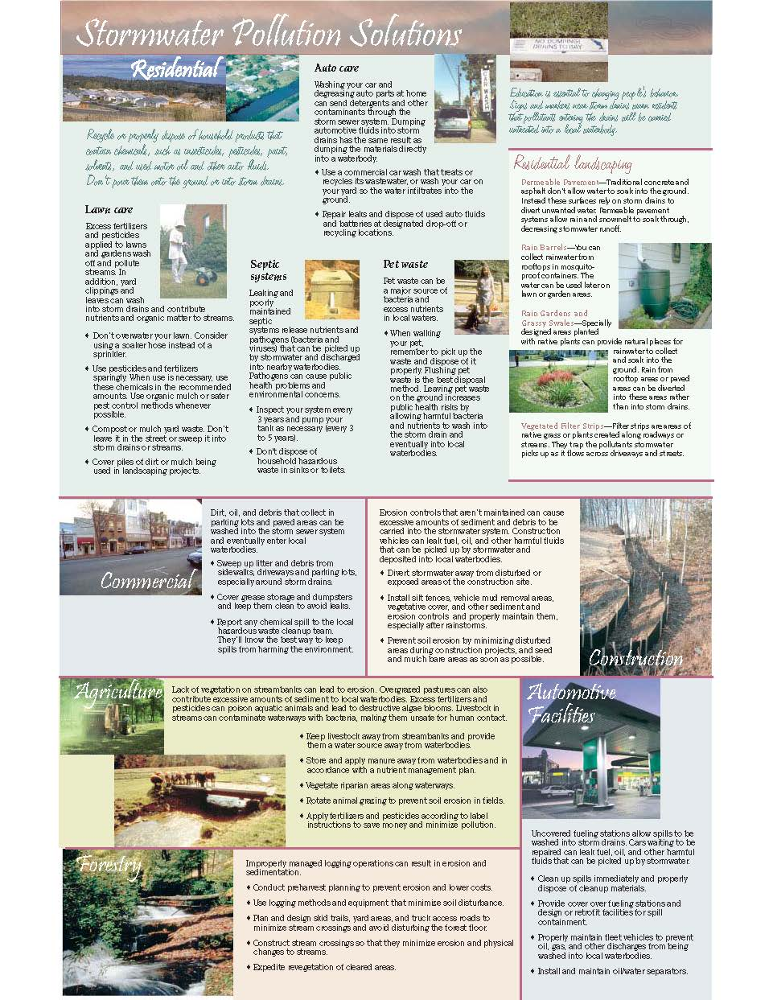 Stormwater Pollution Solutions
NO DUMPING
DRAINS TO BAY
Residential
Recycle or properly dispose of household products that
contain chemicals, such as insecticides, pesticides, paint,
solvents, and used motor oil and other auto fluids.
Don't pour them onto the ground or into storm drains.
Lawn care
Excess fertilizers
and pesticides
applied to lawns
and gardens wash
off and pollute
streams. In
addition, yard
clippings and
leaves can wash
into storm drains and contribute
nutrients and organic matter to streams.
♦ Don't overwater your lawn. Consider
using a soaker hose instead of a
sprinkler.
♦ Use pesticides and fertilizers
sparingly. When use is necessary, use
these chemicals in the recommended
amounts. Use organic mulch or safer
pest control methods whenever
possible.
♦ Compost or mulch yard waste. Don't
leave it in the street or sweep it into
storm drains or streams.
♦ Cover piles of dirt or mulch being
used in landscaping projects.
Auto care
Washing your car and
degreasing auto parts at home
can send detergents and other
contaminants through the
storm sewer system. Dumping
automotive fluids into storm
drains has the same result as
dumping the materials directly
into a waterbody.
♦ Use a commercial car wash that treats or
recycles its wastewater, or wash your car on
your yard so the water infiltrates into the
ground.
♦ Repair leaks and dispose of used auto fluids
and batteries at designated drop-off or
recycling locations.
CAR WASH
Septic
systems
Leaking and
poorly
maintained
septic
systems release nutrients and
pathogens (bacteria and
viruses) that can be picked up
by stormwater and discharged
into nearby waterbodies.
Pathogens can cause public
health problems and
environmental concerns.
♦ Inspect your system every
3 years and pump your
tank as necessary (every 3
to 5 years).
♦ Don't dispose of
household hazardous
waste in sinks or toilets.
Pet waste
Pet waste can be
a major source of
bacteria and
excess nutrients
in local waters.
♦ When walking
your pet,
remember to pick up the
waste and dispose of it
properly. Flushing pet
waste is the best disposal
method. Leaving pet waste
on the ground increases
public health risks by
allowing harmful bacteria
and nutrients to wash into
the storm drain and
eventually into local
waterbodies.
Education is essential to changing people's behavior.
Signs and markers near storm drains warn residents
that pollutants entering the drains will be carried
untreated into a local waterbody.
Residential landscaping
Permeable Pavement—Traditional concrete and
asphalt don't allow water to soak into the ground.
Instead these surfaces rely on storm drains to
divert unwanted water. Permeable pavement
systems allow rain and snowmelt to soak through,
decreasing stormwater runoff.
Rain Barrels—You can
collect rainwater from
rooftops in mosquito-
proof containers. The
water can be used later on
lawn or garden areas.
Rain Gardens and
Grassy Swales—Specially
designed areas planted
with native plants can provide natural places for
rainwater to collect
and soak into the
ground. Rain from
rooftop areas or paved
areas can be diverted
into these areas rather
than into storm drains.
Vegetated Filter Strips—Filter strips are areas of
native grass or plants created along roadways or
streams. They trap the pollutants stormwater
picks up as it flows across driveways and streets.
Commercial
Dirt, oil, and debris that collect in
parking lots and paved areas can be
washed into the storm sewer system
and eventually enter local
waterbodies.
♦ Sweep up litter and debris from
sidewalks, driveways and parking lots,
especially around storm drains.
♦ Cover grease storage and dumpsters
and keep them clean to avoid leaks.
♦ Report any chemical spill to the local
hazardous waste cleanup team.
They'll know the best way to keep
spills from harming the environment.
Erosion controls that aren't maintained can cause
excessive amounts of sediment and debris to be
carried into the stormwater system. Construction
vehicles can leak fuel, oil, and other harmful fluids
that can be picked up by stormwater and
deposited into local waterbodies.
♦ Divert stormwater away from disturbed or
exposed areas of the construction site.
♦ Install silt fences, vehicle mud removal areas,
vegetative cover, and other sediment and
erosion controls and properly maintain them,
especially after rainstorms.
♦ Prevent soil erosion by minimizing disturbed
areas during construction projects, and seed
and mulch bare areas as soon as possible.
Construction
Agriculture
Lack of vegetation on streambanks can lead to erosion. Overgrazed pastures can also
contribute excessive amounts of sediment to local waterbodies. Excess fertilizers and
pesticides can poison aquatic animals and lead to destructive algae blooms. Livestock in
streams can contaminate waterways with bacteria, making them unsafe for human contact.
♦ Keep livestock away from streambanks and provide
them a water source away from waterbodies.
♦ Store and apply manure away from waterbodies and in
accordance with a nutrient management plan.
♦ Vegetate riparian areas along waterways.
♦ Rotate animal grazing to prevent soil erosion in fields.
♦ Apply fertilizers and pesticides according to label
instructions to save money and minimize pollution.
Automotive
Facilities
Uncovered fueling stations allow spills to be
washed into storm drains. Cars waiting to be
repaired can leak fuel, oil, and other harmful
fluids that can be picked up by stormwater.
♦ Clean up spills immediately and properly
dispose of cleanup materials.
♦ Provide cover over fueling stations and
design or retrofit facilities for spill
containment.
♦ Properly maintain fleet vehicles to prevent
oil, gas, and other discharges from being
washed into local waterbodies.
♦ Install and maintain oil/water separators.
Forestry
Improperly managed logging operations can result in erosion and
sedimentation.
♦ Conduct preharvest planning to prevent erosion and lower costs.
♦ Use logging methods and equipment that minimize soil disturbance.
♦ Plan and design skid trails, yard areas, and truck access roads to
minimize stream crossings and avoid disturbing the forest floor.
♦ Construct stream crossings so that they minimize erosion and physical
changes to streams.
♦ Expedite revegetation of cleared areas.